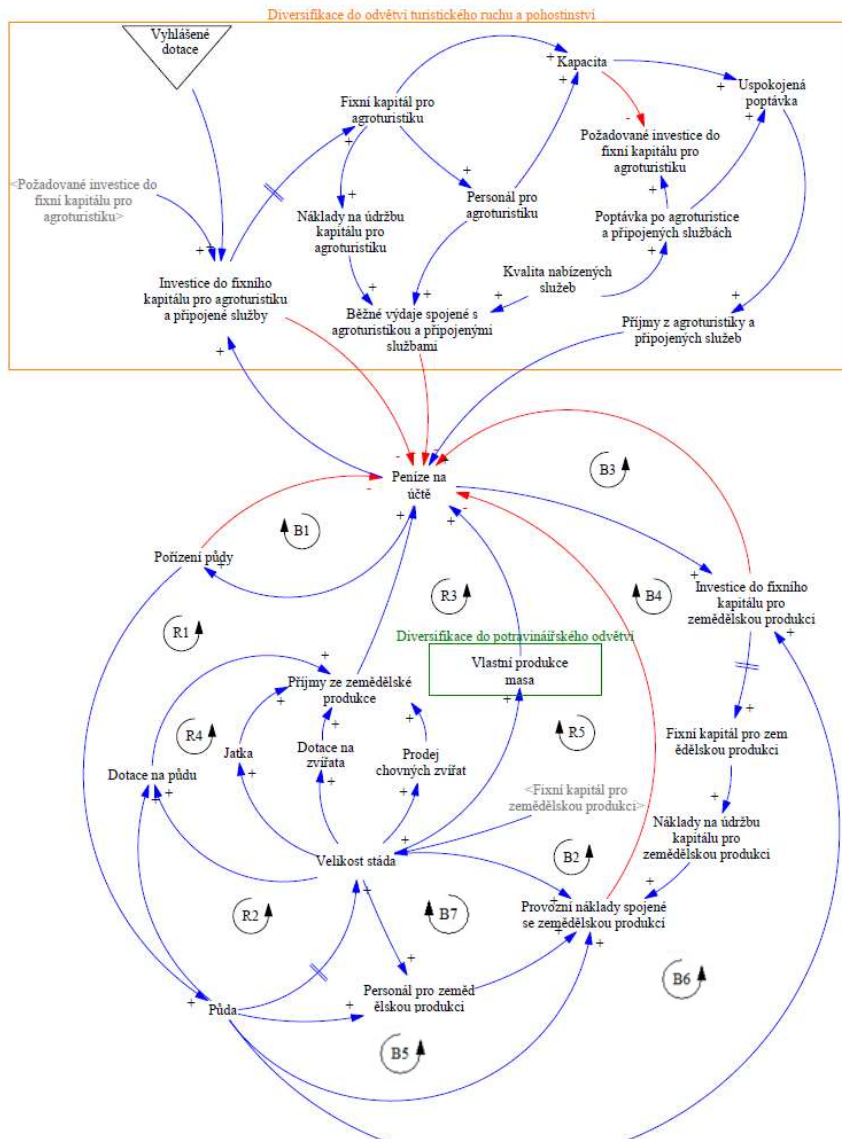 Diversifikace do odvětví turistického ruchu a pohostinství
Vyhlášené
dotace
Kapacita
Uspokojená
poptávka
Fixní kapitál pro
agroturistiku
Požadované investice do
fixní kapitálu pro
agroturistiku
<Požadované investice do
fixní kapitálu pro
agroturistiku>
Náklady na údržbu
kapitálu pro
agroturistiku
Personál pro
agroturistiku
Poptávka po agroturistice
a připojených službách
Investice do fixního
kapitálu pro agroturistiku
a připojené služby
Kvalita nabízených
služeb
Běžné výdaje spojené s
agroturistikou a připojenými
službami
Příjmy z agroturistiky a
připojených služeb
Peníze na
účtě
B3
B1
Pořízení půdy
R1
R3
B4
Investice do fixního
kapitálu pro
zemědělskou produkci
Diversifikace do potravinářského odvětví
Vlastní produkce
masa
Příjmy ze zemědělské
produkce
R4
Jatka
Dotace na
zvířata
Prodej
chovných zvířat
R5
Fixní kapitál pro zem
ědělskou produkci
Dotace na půdu
<Fixní kapitál pro
zemědělskou produkci>
Náklady na údržbu
kapitálu pro
zemědělskou produkci
Velikost stáda
B2
R2
B7
Provozní náklady spojené
se zemědělskou produkcí
B6
Personál pro zeměd
ělskou produkci
Půda
B5